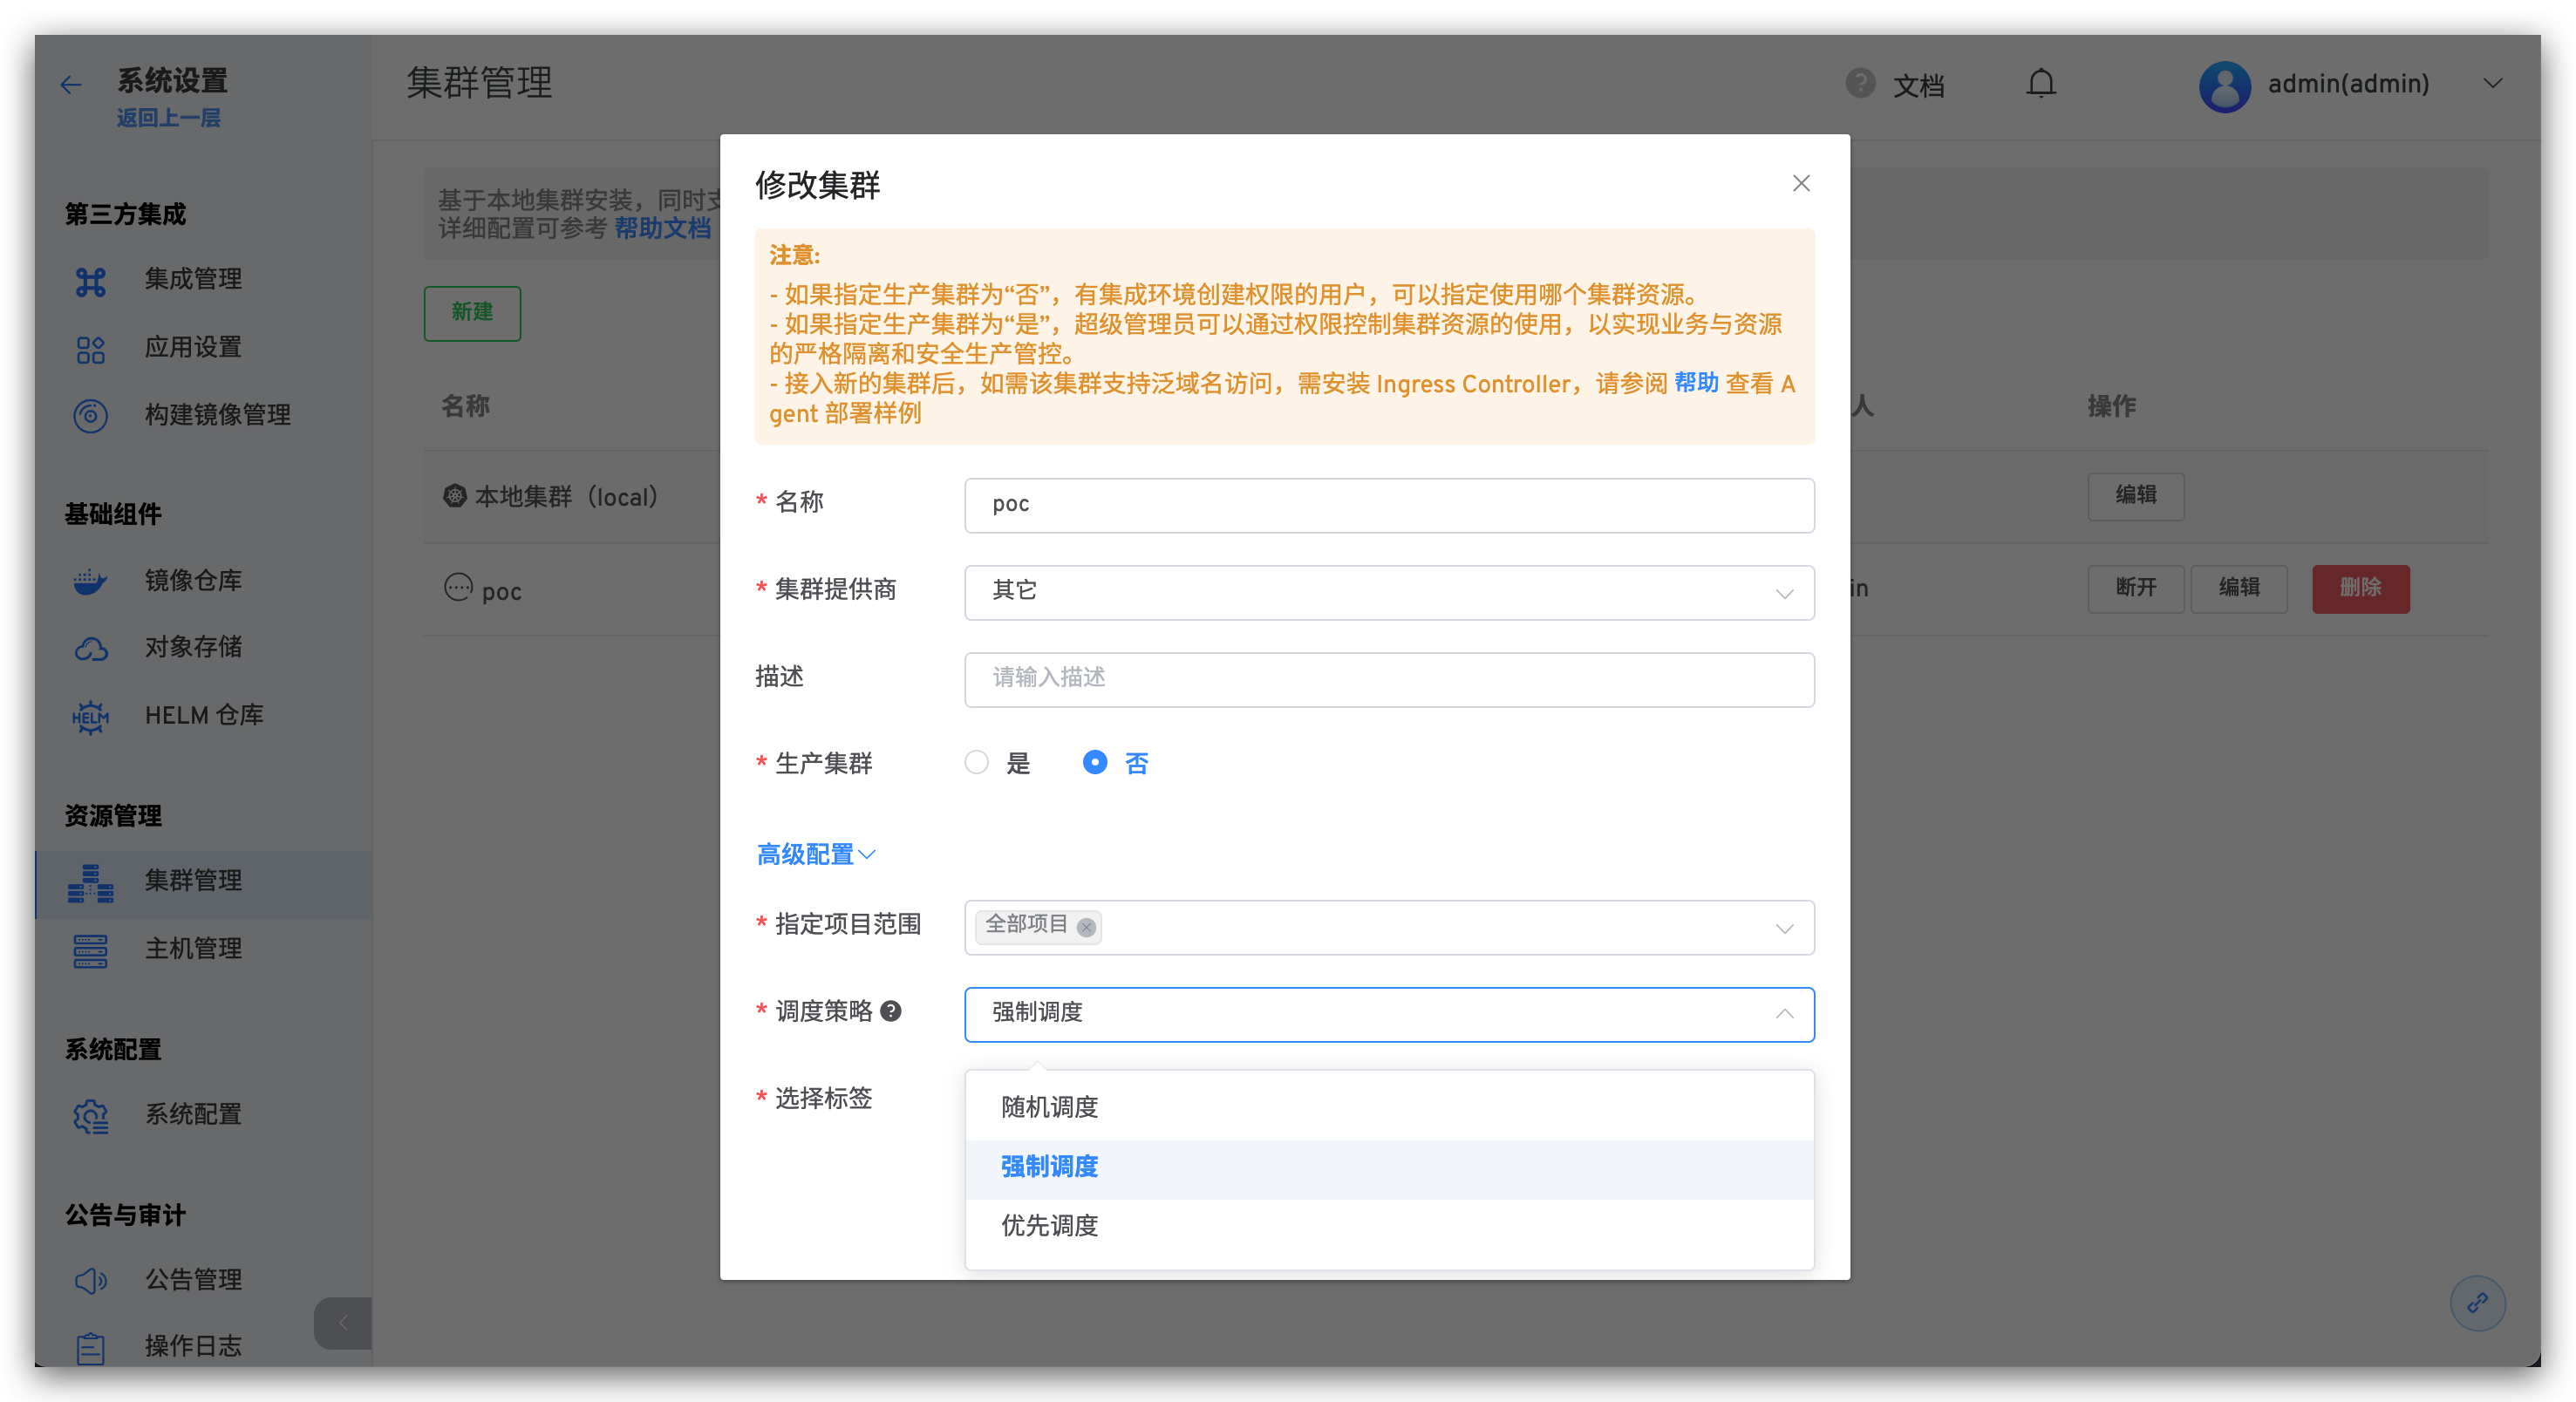 系统设置
返回上一层
集群管理
文档
admin(admin)
第三方集成
集成管理
应用设置
构建镜像管理
基础组件
镜像仓库
对象存储
HELM
HELM 仓库
资源管理
集群管理
主机管理
系统配置
系统配置
公告与审计
公告管理
操作日志
基于本地集群安装，同时支
详细配置可参考 帮助文档
新建
名称
人
操作
本地集群（local）
编辑
poc
in
断开
编辑
删除
修改集群
注意:
- 如果指定生产集群为“否”，有集成环境创建权限的用户，可以指定使用哪个集群资源。
- 如果指定生产集群为“是”，超级管理员可以通过权限控制集群资源的使用，以实现业务与资源
的严格隔离和安全生产管控。
- 接入新的集群后，如需该集群支持泛域名访问，需安装 Ingress Controller，请参阅 帮助 查看 A
gent 部署样例
* 名称
poc
* 集群提供商
其它
描述
请输入描述
* 生产集群
是
否
高级配置
* 指定项目范围
全部项目
* 调度策略
强制调度
* 选择标签
随机调度
强制调度
优先调度